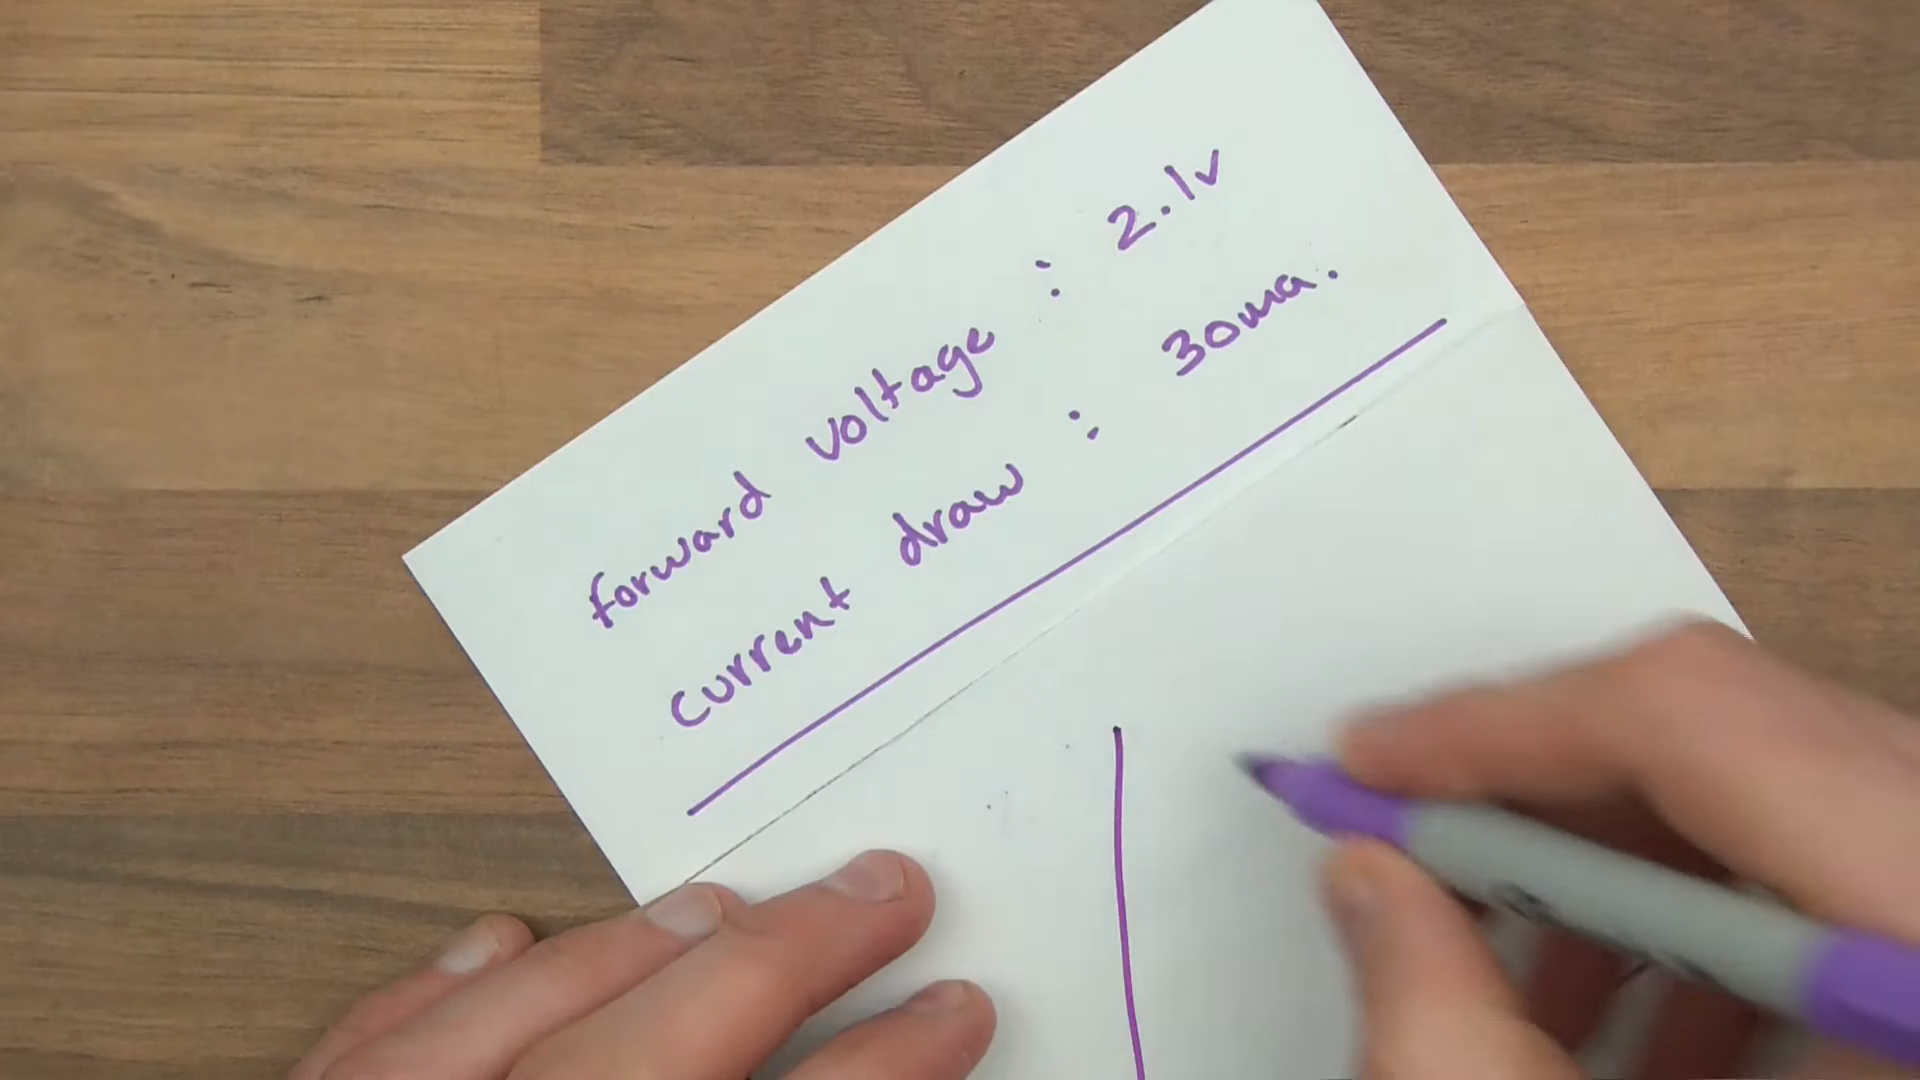 forward voltage : 2.1v
current draw : 30ma.